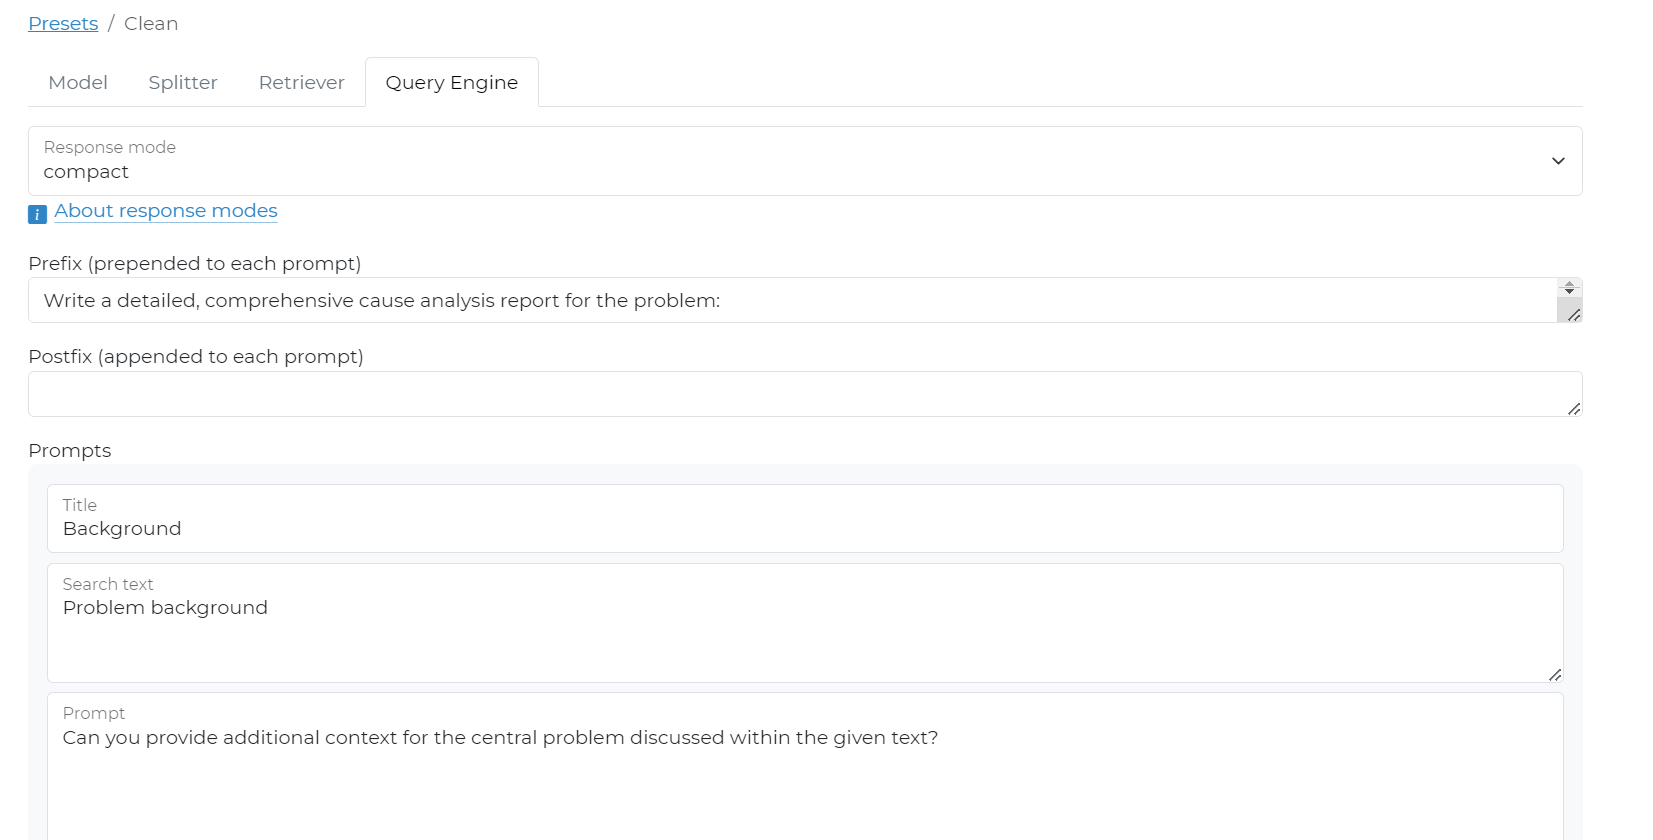 Presets / Clean
Model Splitter Retriever Query Engine
Response mode
compact
i About response modes
Prefix (prepended to each prompt)
Write a detailed, comprehensive cause analysis report for the problem:
Postfix (appended to each prompt)
Prompts
Title
Background
Search text
Problem background
Prompt
Can you provide additional context for the central problem discussed within the given text?